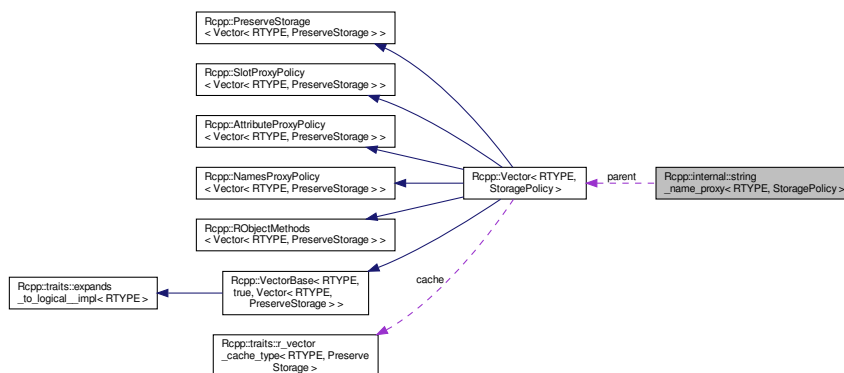 Rcpp::PreserveStorage
< Vector< RTYPE, PreserveStorage > >
Rcpp::SlotProxyPolicy
< Vector< RTYPE, PreserveStorage > >
Rcpp::AttributeProxyPolicy
< Vector< RTYPE, PreserveStorage > >
Rcpp::NamesProxyPolicy
< Vector< RTYPE, PreserveStorage > >
Rcpp::Vector< RTYPE,
StoragePolicy >
parent
Rcpp::internal::string
_name_proxy< RTYPE, StoragePolicy >
Rcpp::RObjectMethods
< Vector< RTYPE, PreserveStorage > >
Rcpp::traits::expands
_to_logical__impl< RTYPE >
Rcpp::VectorBase< RTYPE,
true, Vector< RTYPE,
PreserveStorage > >
cache
Rcpp::traits::r_vector
_cache_type< RTYPE, Preserve
Storage >